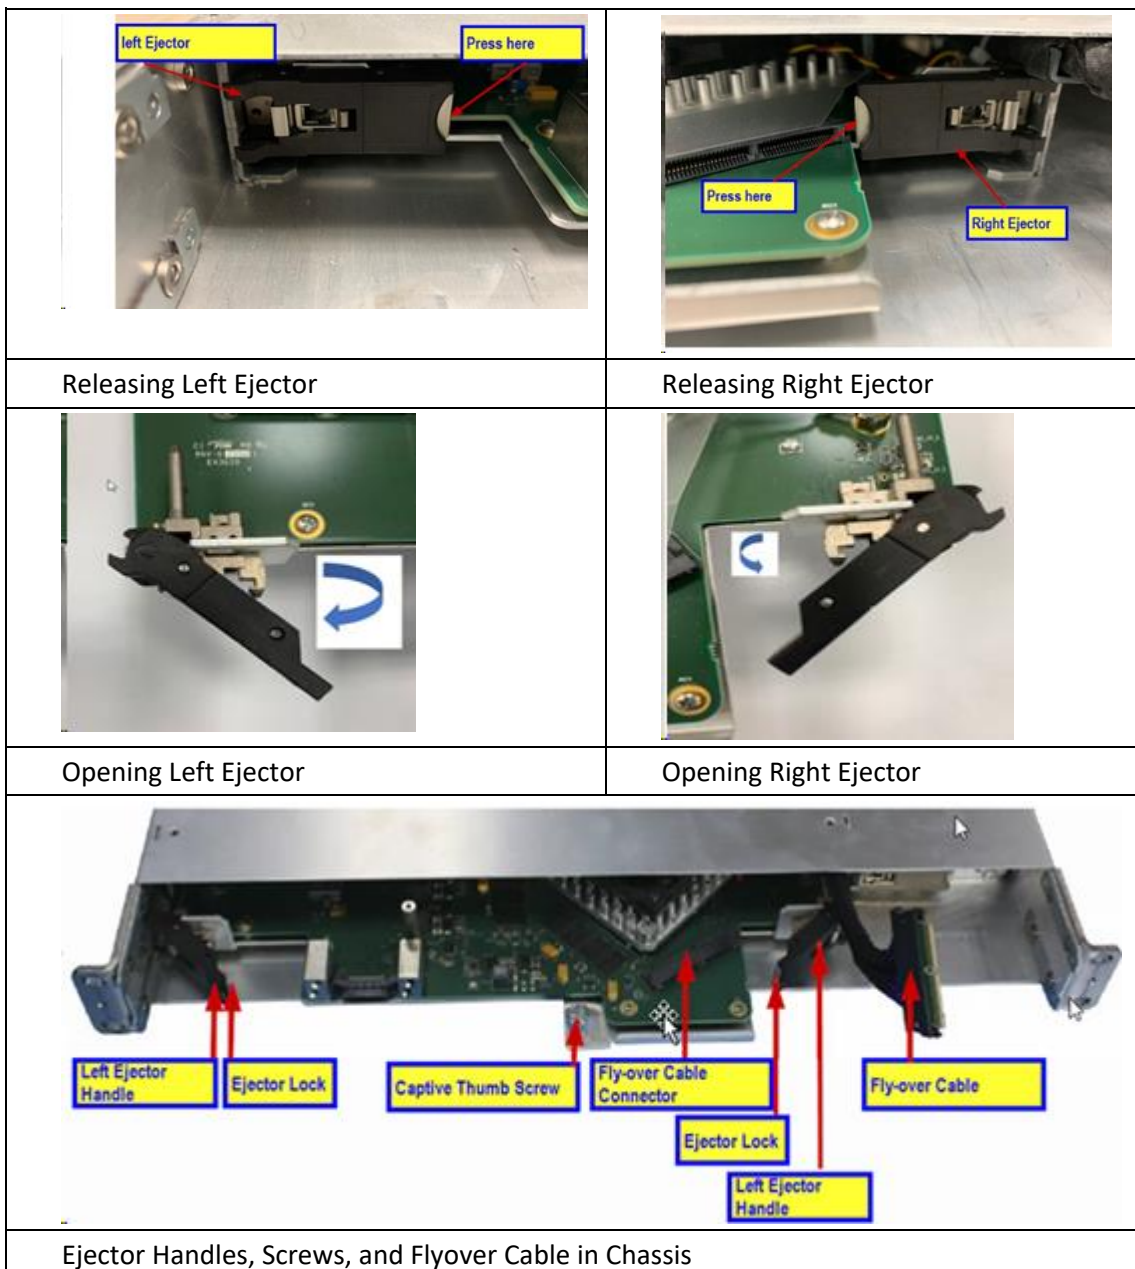 left Ejector
Press here
Press here
Right Ejector
Releasing Left Ejector
Releasing Right Ejector
Opening Left Ejector
Opening Right Ejector
Left Ejector
Handle
Ejector Lock
Captive Thumb Screw
Fly-over Cable
Connector
Fly-over Cable
Ejector Lock
Left Ejector
Handle
Ejector Handles, Screws, and Flyover Cable in Chassis